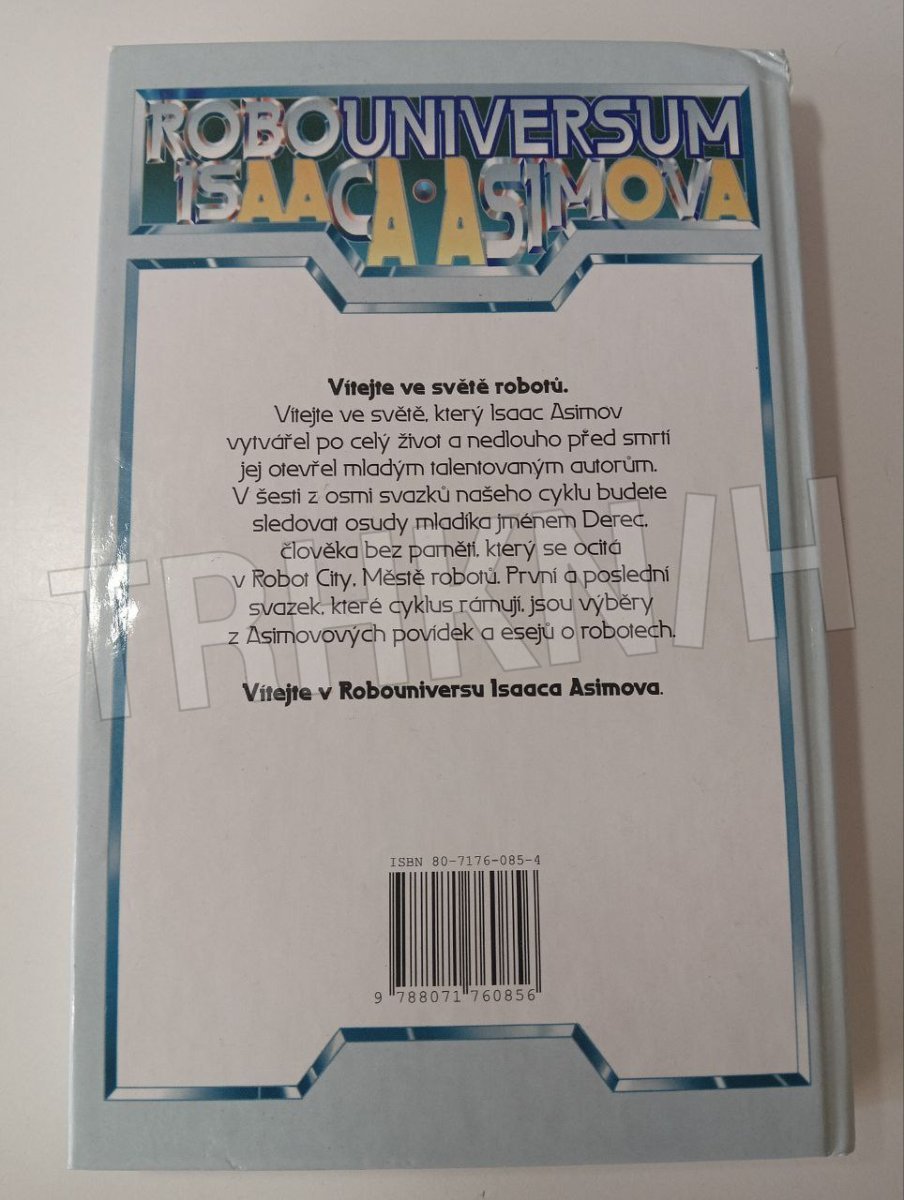 ROBOUNIVERSUM
ISAACA·ASIMOVA
Vítejte ve světě robotů.
Vítejte ve světě, který Isaac Asimov
vytvářel po celý život a nedlouho před smrtí
jej otevřel mladým talentovaným autorům.
V šesti z osmi svazků našeho cyklu budete
sledovat osudy mladíka jménem Derec,
člověka bez paměti, který se ocitá
v Robot City, Městě robotů. První a poslední
svazek, které cyklus rámují, jsou výběry
z Asimovových povídek a esejů o robotech.
Vítejte v Robouniversu Isaaca Asimova.
TRHKNIH
ISBN 80-7176-085-4
9 788071 760856